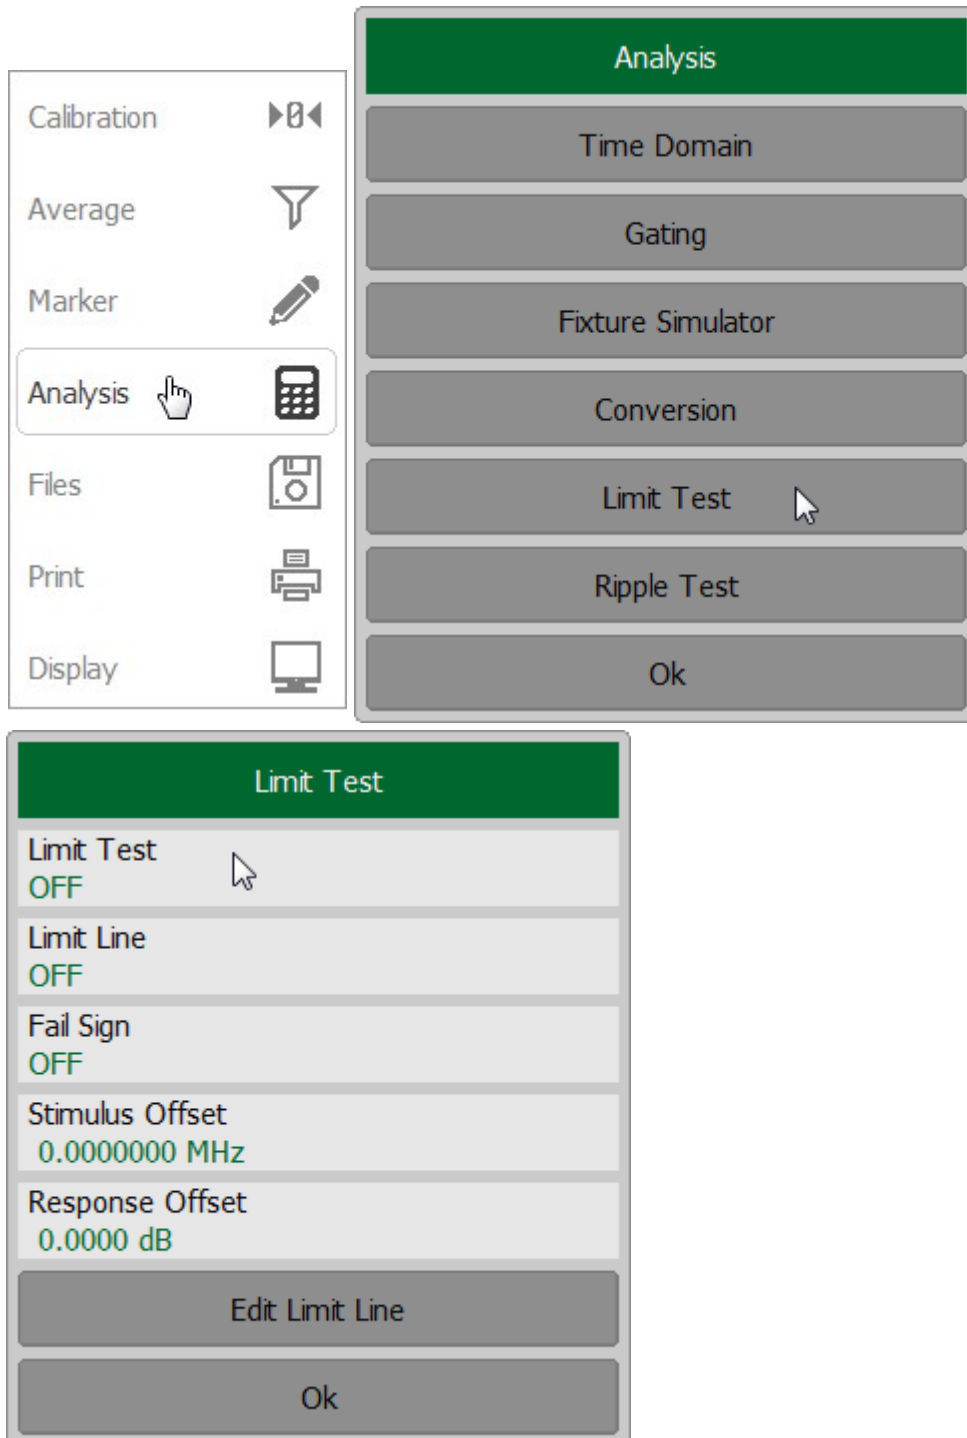 Calibration
Average
Marker
Analysis
Files
Print
Display
Analysis
Time Domain
Gating
Fixture Simulator
Conversion
Limit Test
Ripple Test
Ok
Limit Test
Limit Test
OFF
Limit Line
OFF
Fail Sign
OFF
Stimulus Offset
0.0000000 MHz
Response Offset
0.0000 dB
Edit Limit Line
Ok